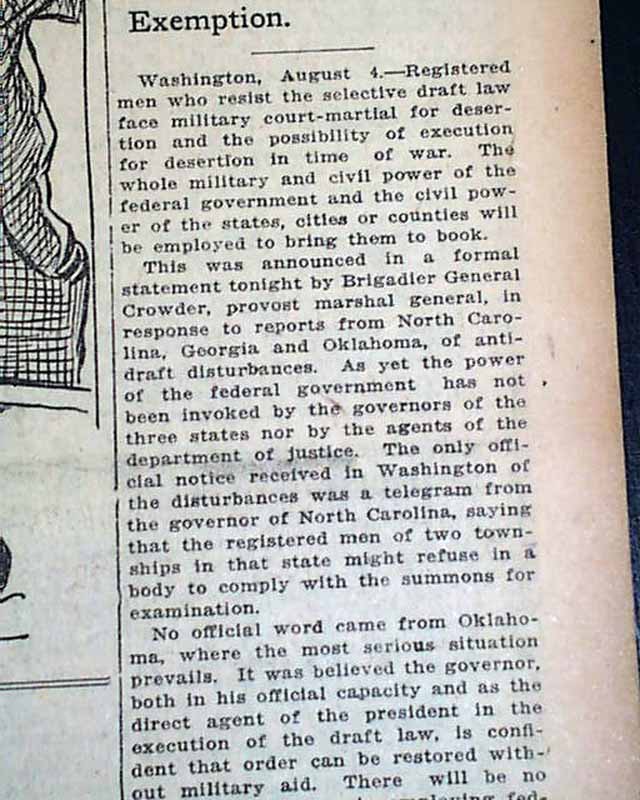 Exemption.
Washington, August 4.—Registered
men who resist the selective draft law
face military court-martial for deser-
tion and the possibility of execution
for desertion in time of war. The
whole military and civil power of the
federal government and the civil pow-
er of the states, cities or counties will
be employed to bring them to book.
This was announced in a formal
statement tonight by Brigadier General
Crowder, provost marshal general, in
response to reports from North Caro-
lina, Georgia and Oklahoma, of anti-
draft disturbances. As yet the power
of the federal government has not
been invoked by the governors of the
three states nor by the agents of the
department of justice. The only offi-
cial notice received in Washington of
the disturbances was a telegram from
the governor of North Carolina, saying
that the registered men of two town-
ships in that state might refuse in a
body to comply with the summons for
examination.
No official word came from Oklaho-
ma, where the most serious situation
prevails. It was believed the governor,
both in his official capacity and as the
direct agent of the president in the
execution of the draft law, is confi-
dent that order can be restored with-
out military aid. There will be no
employing fed-